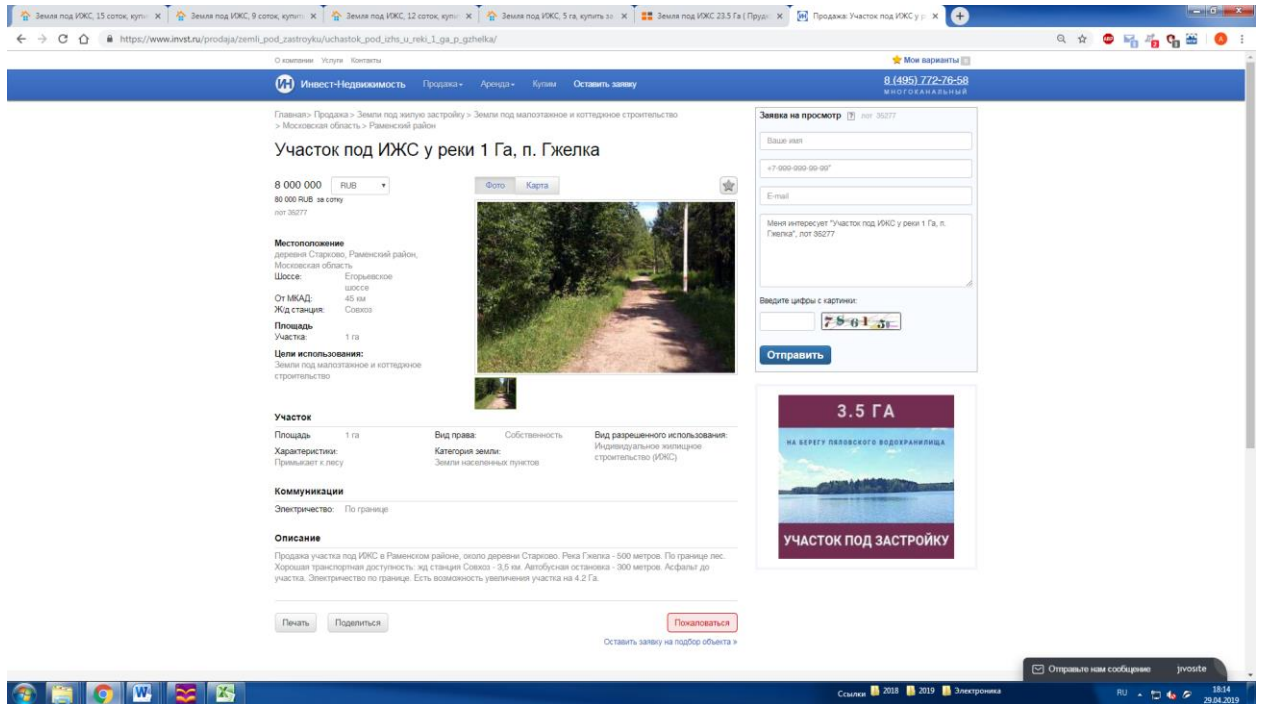 Земля под ИЖС, 15 соток, купи
Земля под ИЖС, 9 соток, купить
Земля под ИЖС, 12 соток, купи
Земля под ИЖС, 5 га, купить за
Земля под ИЖС 23.5 Га ( Пруди
Продажа: Участок под ИЖС у р
https://www.invst.ru/prodaja/zemli_pod_zastroyku/uchastok_pod_izhs_u_reki_1_ga_p_gzhelka/
О компании Услуги Контакты
Мои варианты 0
Инвест-Недвижимость Продажа Аренда Купим Оставить заявку
8 (495) 772-76-58
МНОГОКАНАЛЬНЫЙ
Главная > Продажа > Земли под жилую застройку > Земли под малоэтажное и коттеджное строительство
> Московская область > Раменский район
Участок под ИЖС у реки 1 Га, п. Гжелка
8 000 000 RUB
80 000 RUB за сотку
лот 36277
Фото Карта
Местоположение
деревня Старково, Раменский район,
Московская область
Шоссе: Егорьевское
шоссе
От МКАД: 45 км
Ж/д станция: Совхоз
Площадь
Участка: 1 га
Цели использования:
Земли под малоэтажное и коттеджное
строительство
Участок
Площадь 1 га
Характеристики:
Примыкает к лесу
Вид права: Собственность
Категория земли:
Земли населенных пунктов
Вид разрешенного использования:
Индивидуальное жилищное
строительство (ИЖС)
Коммуникации
Электричество: По границе
Описание
Продажа участка под ИЖС в Раменском районе, около деревни Старково. Река Гжелка - 500 метров. По границе лес.
Хорошая транспортная доступность: жд станция Совхоз - 3,5 км. Автобусная остановка - 300 метров. Асфальт до
участка. Электричество по границе. Есть возможность увеличения участка на 4.2 Га.
Печать Поделиться Пожаловаться
Оставить заявку на подбор объекта »
Заявка на просмотр ? лот 36277
Ваше имя
+7-999-999-99-99*
E-mail
Меня интересует "Участок под ИЖС у реки 1 Га, п.
Гжелка", лот 36277
Введите цифры с картинки:
Отправить
3.5 ГА
НА БЕРЕГУ ПЯЛОВСКОГО ВОДОХРАНИЛИЩА
УЧАСТОК ПОД ЗАСТРОЙКУ
Отправьте нам сообщение jivosite
Ссылки 2018 2019 Электроника
RU
18:14
29.04.2019